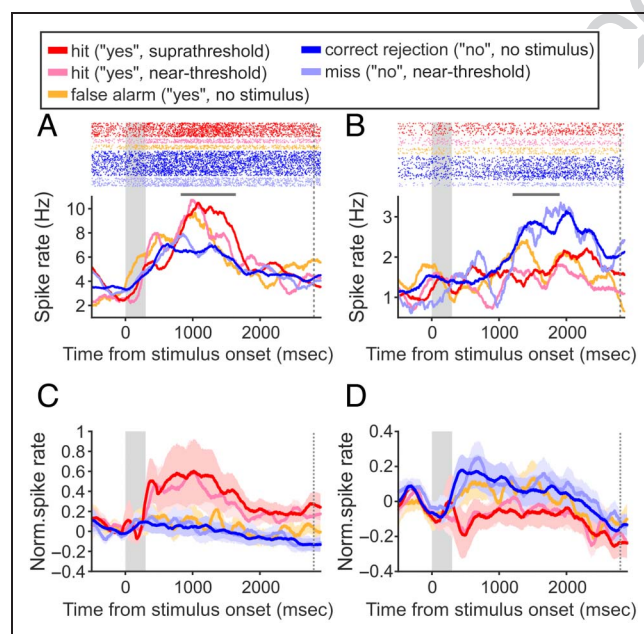 hit ("yes", suprathreshold)
hit ("yes", near-threshold)
false alarm ("yes", no stimulus)
correct rejection ("no", no stimulus)
miss ("no", near-threshold)
A
Spike rate (Hz)
10
8
6
4
2
0 1000 2000
Time from stimulus onset (msec)
B
Spike rate (Hz)
3
2
1
0 1000 2000
Time from stimulus onset (msec)
C
Norm.spike rate
1
0.8
0.6
0.4
0.2
0
−0.2
−0.4
0 1000 2000
Time from stimulus onset (msec)
D
Norm.spike rate
0.4
0.2
0
−0.2
−0.4
0 1000 2000
Time from stimulus onset (msec)